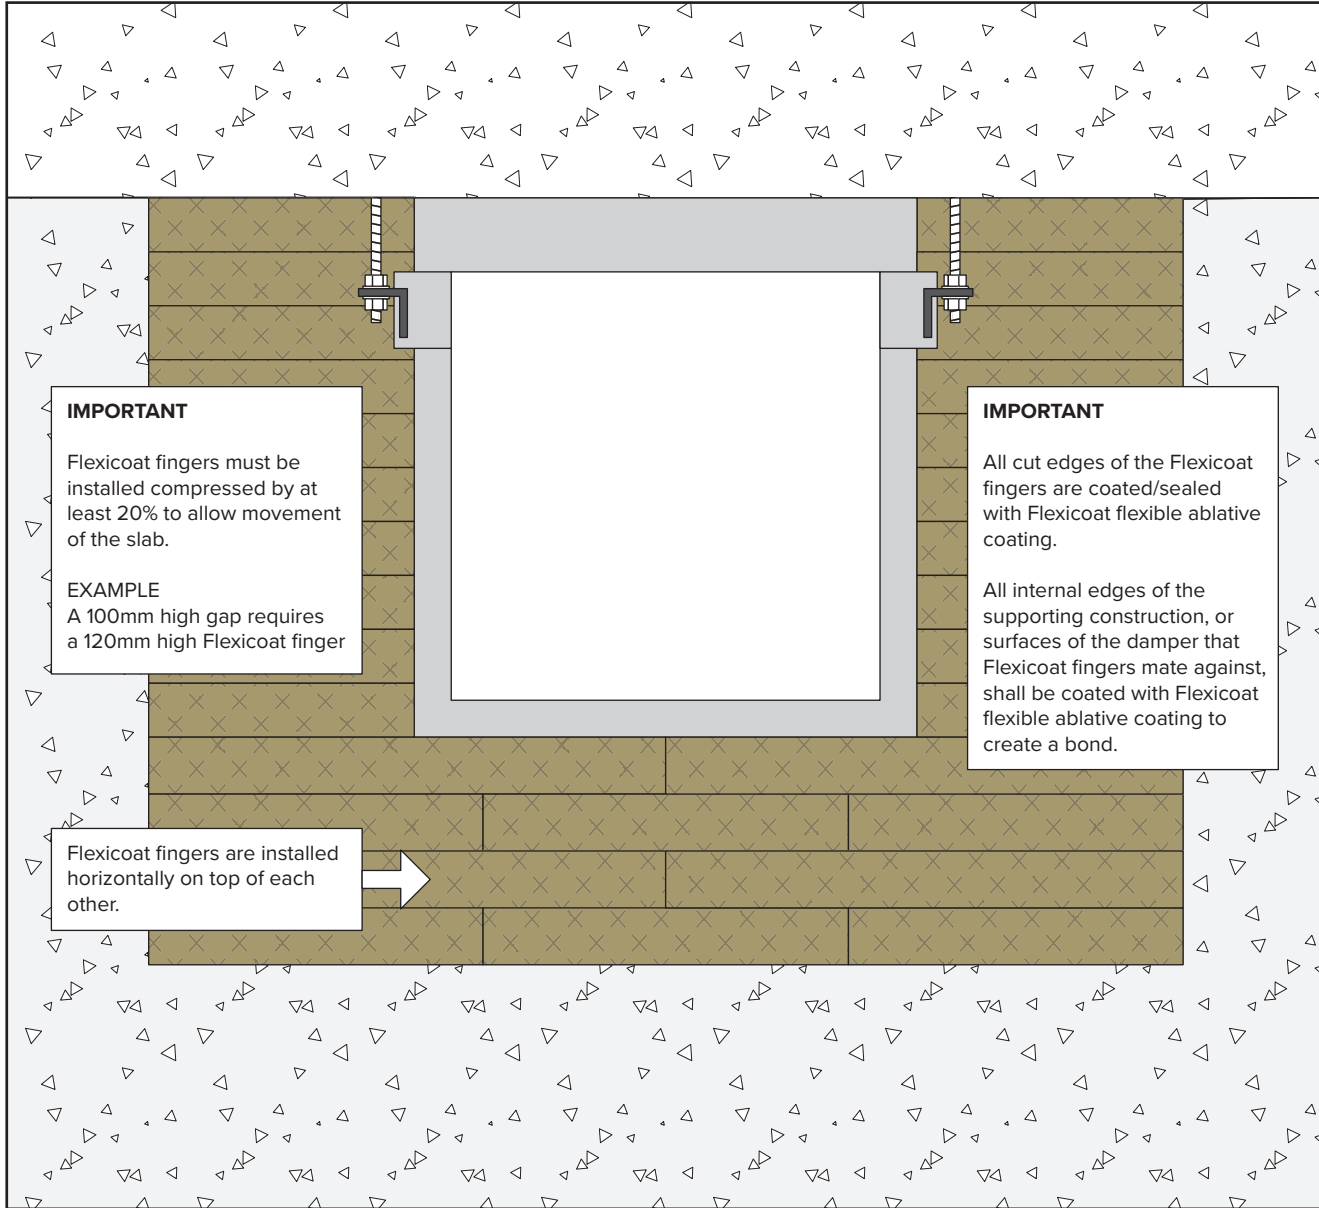 IMPORTANT
Flexicoat fingers must be
installed compressed by at
least 20% to allow movement
of the slab.
EXAMPLE
A 100mm high gap requires
a 120mm high Flexicoat finger
IMPORTANT
All cut edges of the Flexicoat
fingers are coated/sealed
with Flexicoat flexible ablative
coating.
All internal edges of the
supporting construction, or
surfaces of the damper that
Flexicoat fingers mate against,
shall be coated with Flexicoat
flexible ablative coating to
create a bond.
Flexicoat fingers are installed
horizontally on top of each
other.